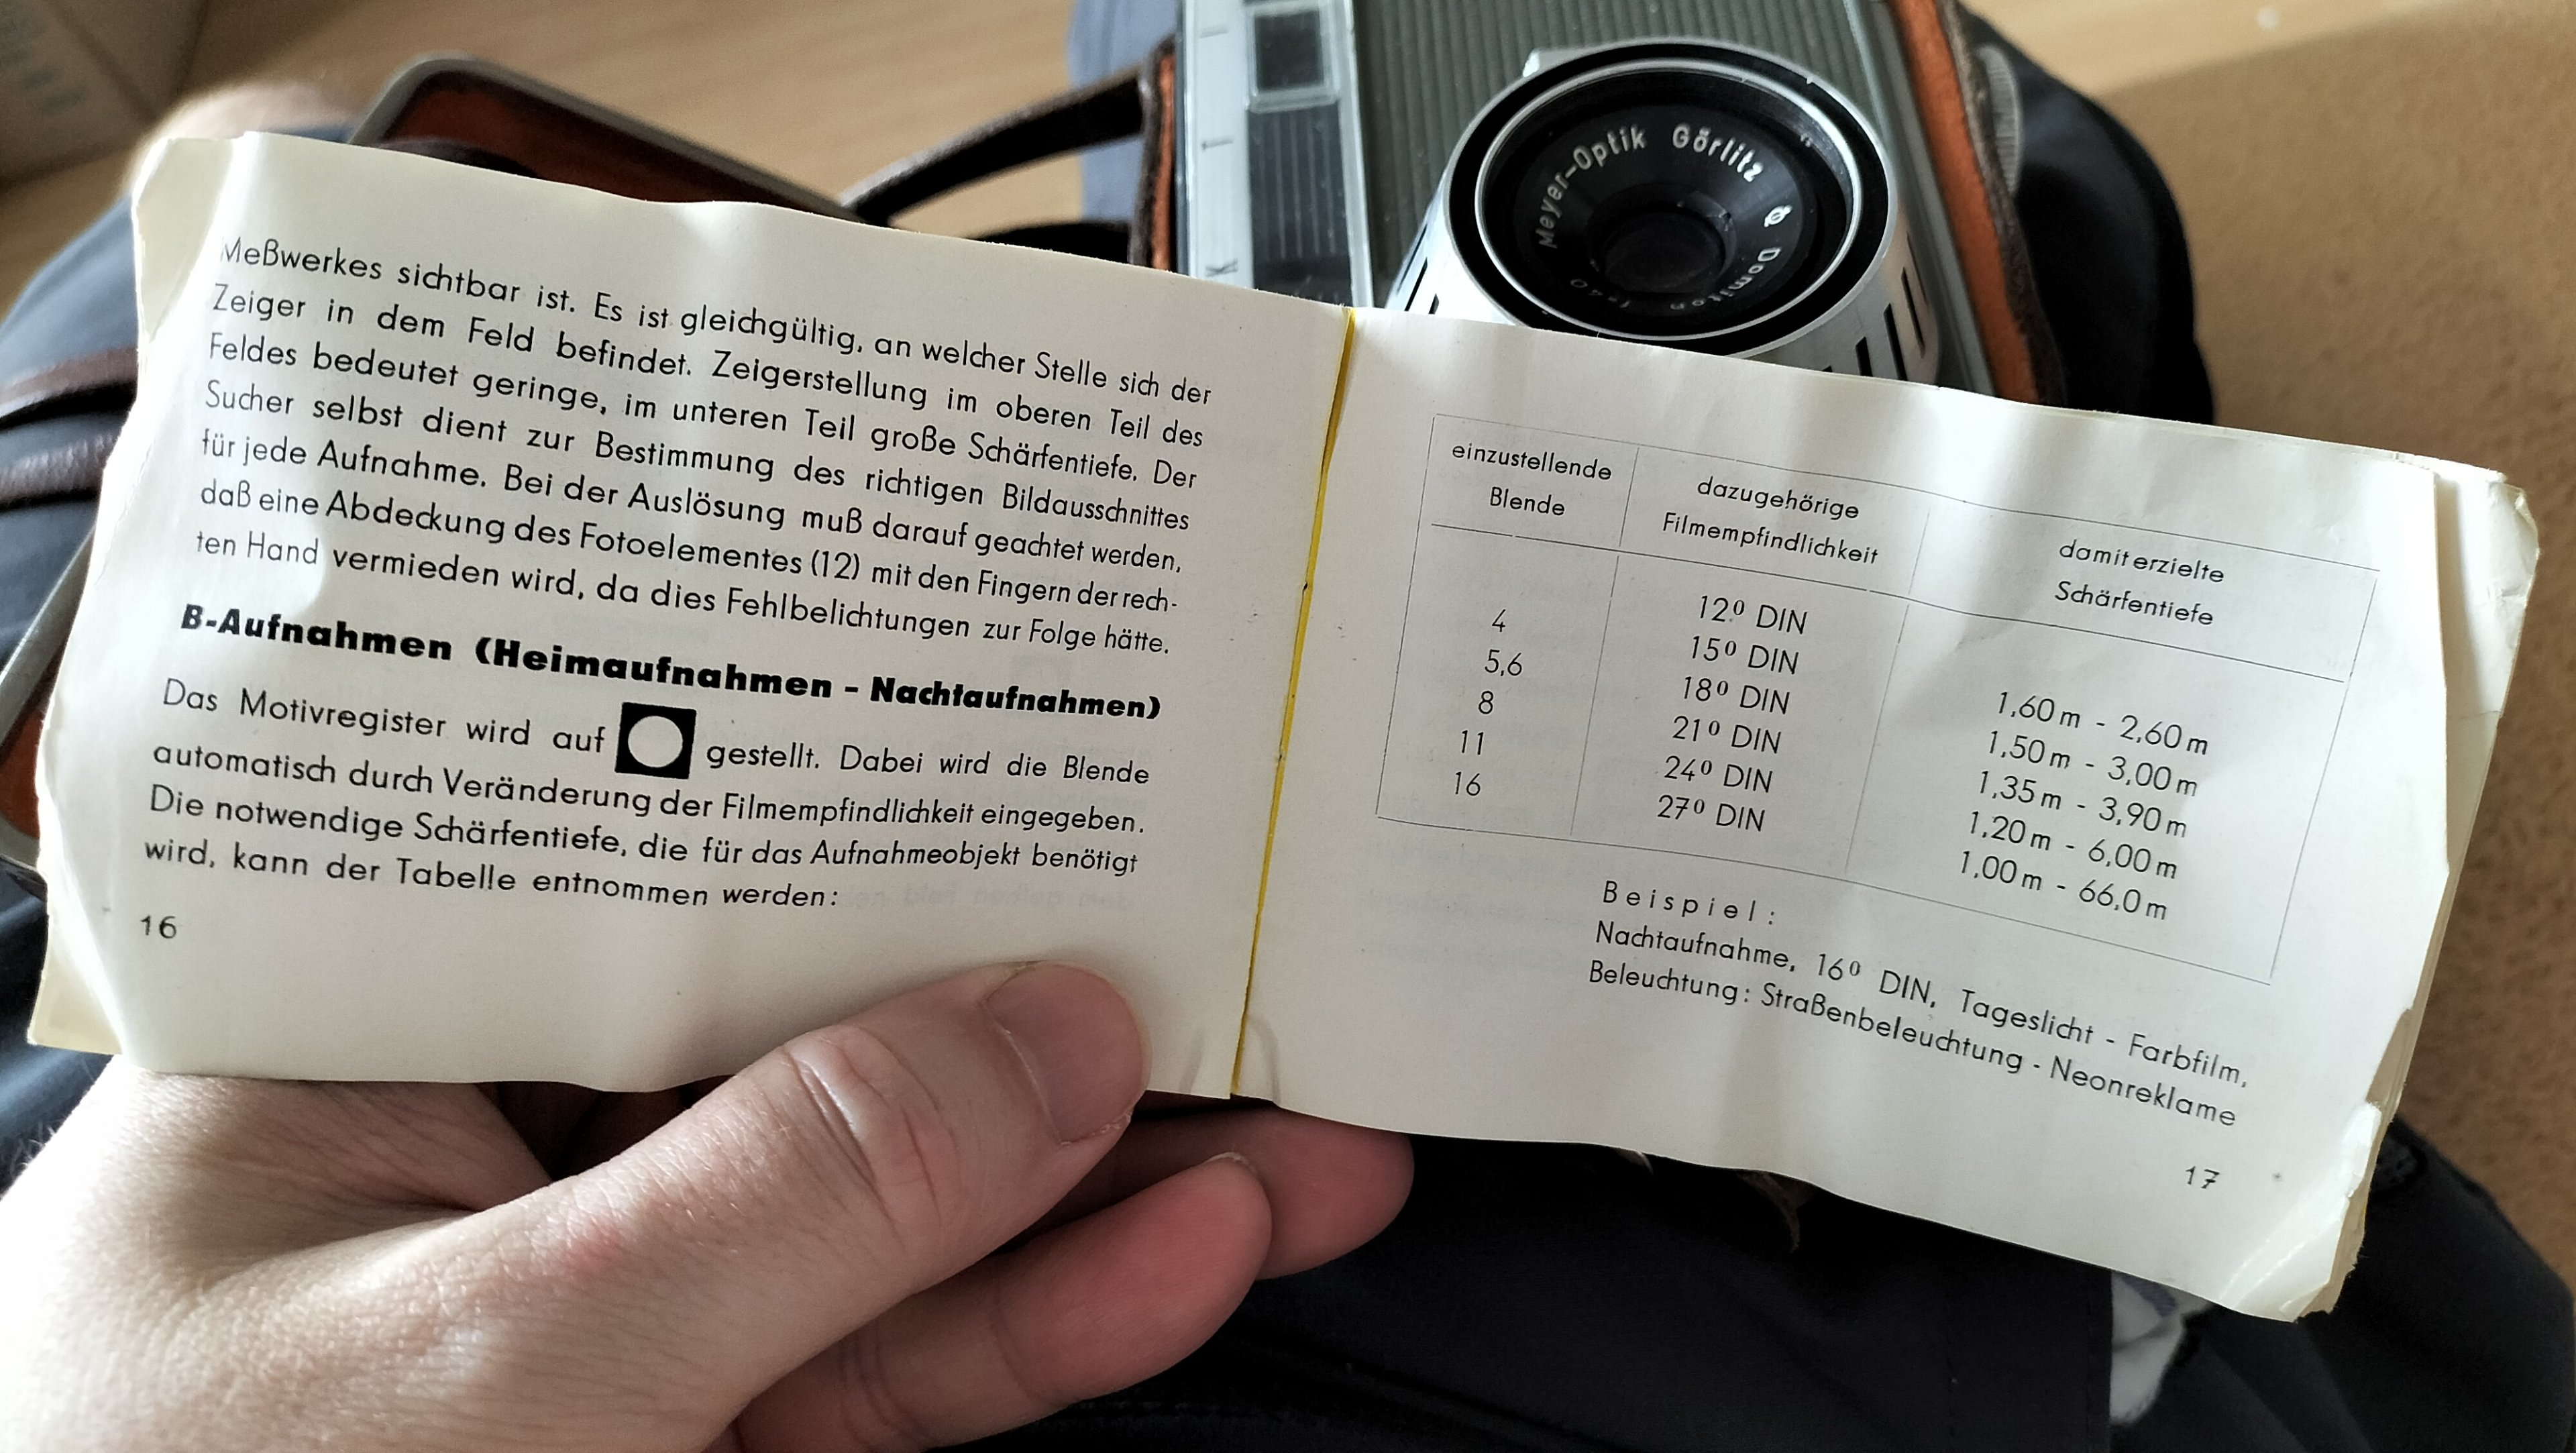 Meyer-Optik Görlitz Domiton f=40
Meßwerkes sichtbar ist. Es ist gleichgültig, an welcher Stelle sich der
Zeiger in dem Feld befindet. Zeigerstellung im oberen Teil des
Feldes bedeutet geringe, im unteren Teil große Schärfentiefe. Der
Sucher selbst dient zur Bestimmung des richtigen Bildausschnittes
für jede Aufnahme. Bei der Auslösung muß darauf geachtet werden,
daß eine Abdeckung des Fotoelementes (12) mit den Fingern der rech-
ten Hand vermieden wird, da dies Fehlbelichtungen zur Folge hätte.
B-Aufnahmen (Heimaufnahmen - Nachtaufnahmen)
Das Motivregister wird auf gestellt. Dabei wird die Blende
automatisch durch Veränderung der Filmempfindlichkeit eingegeben.
Die notwendige Schärfentiefe, die für das Aufnahmeobjekt benötigt
wird, kann der Tabelle entnommen werden:
16
einzustellende Blende
dazugehörige Filmempfindlichkeit
damit erzielte Schärfentiefe
12⁰ DIN
4 15⁰ DIN 1,60 m - 2,60 m
5,6 18⁰ DIN 1,50 m - 3,00 m
8 21⁰ DIN 1,35 m - 3,90 m
11 24⁰ DIN 1,20 m - 6,00 m
16 27⁰ DIN 1,00 m - 66,0 m
Beispiel:
Nachtaufnahme, 16⁰ DIN, Tageslicht - Farbfilm,
Beleuchtung: Straßenbeleuchtung - Neonreklame
17